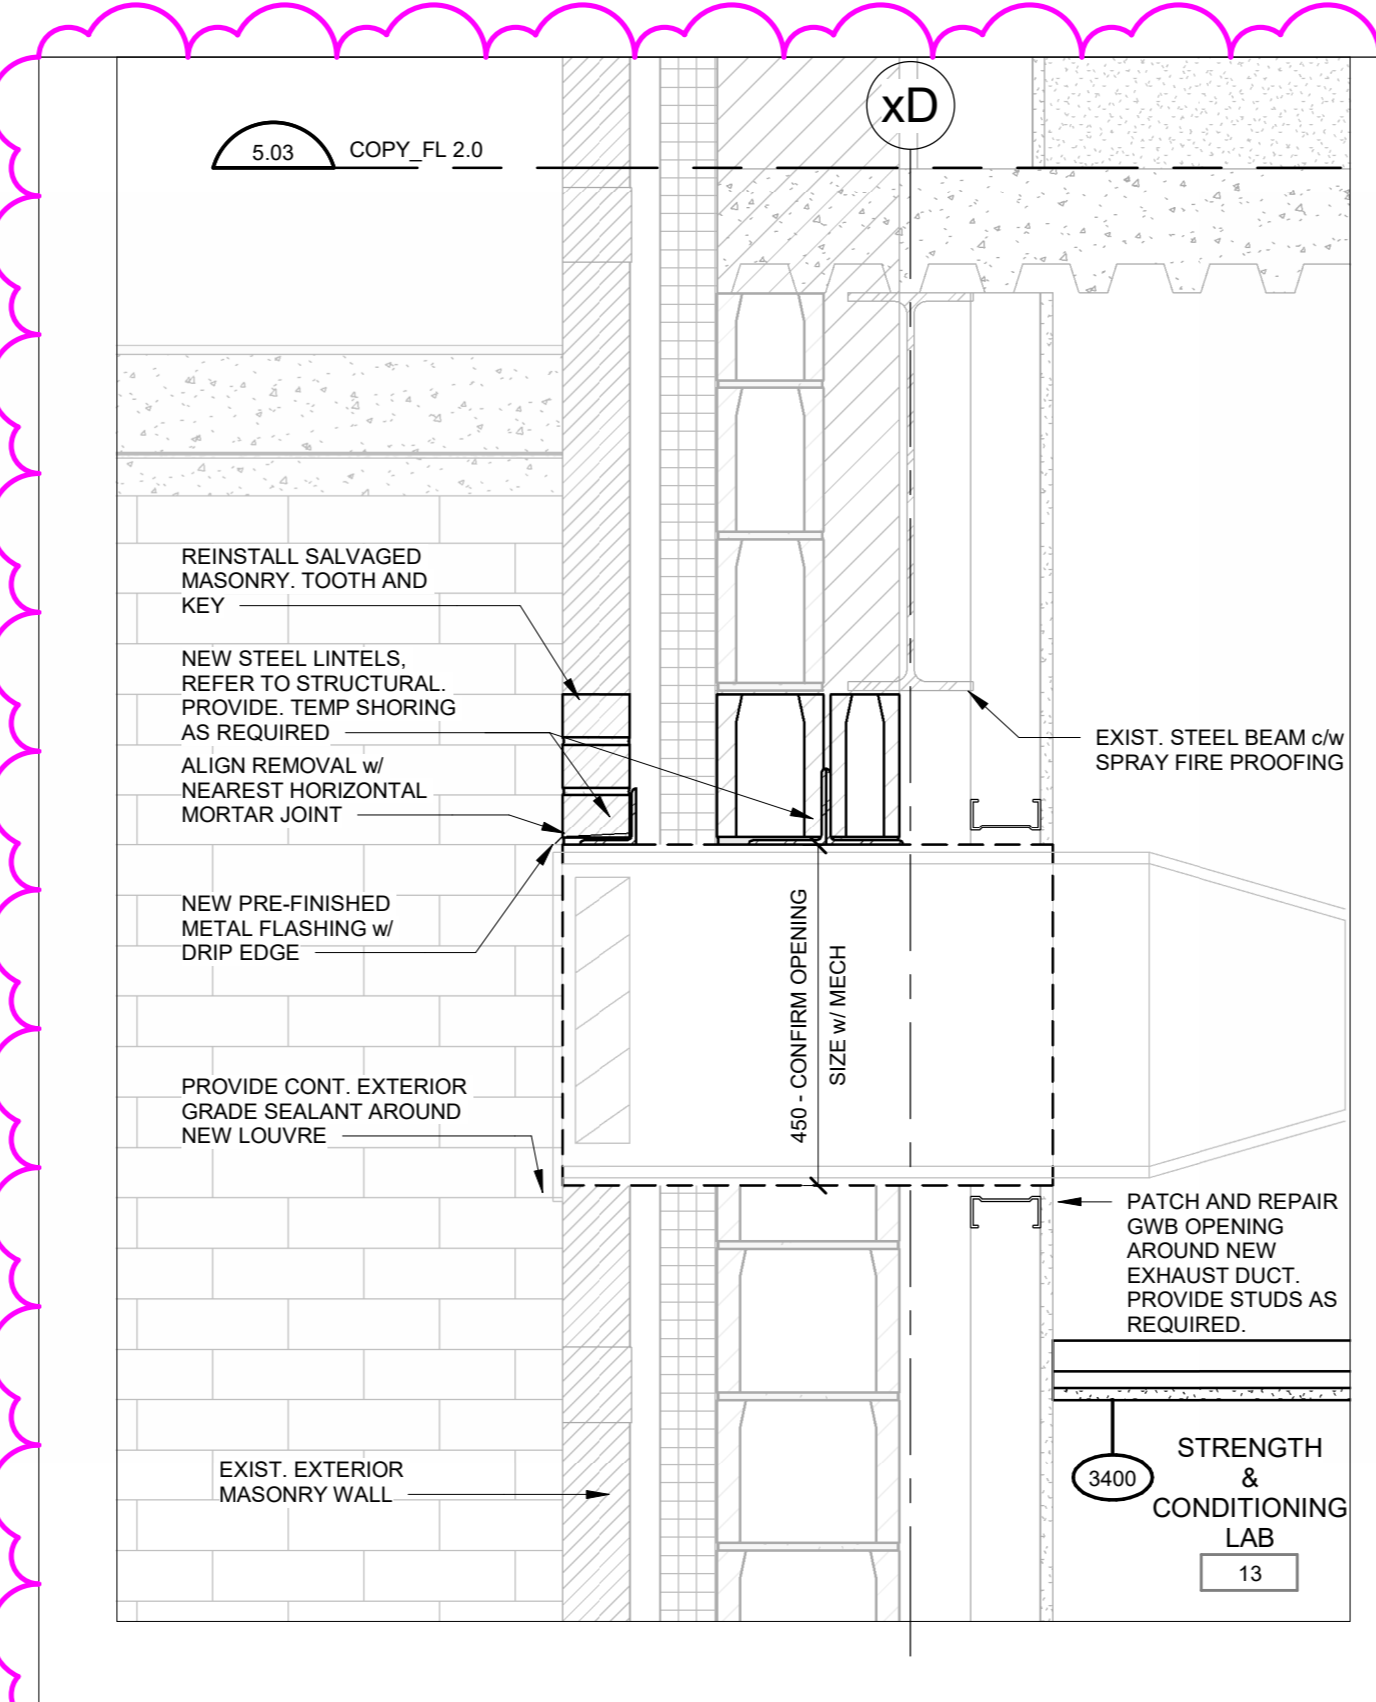 xD
5.03 COPY_FL 2.0
REINSTALL SALVAGED
MASONRY. TOOTH AND
KEY
NEW STEEL LINTELS,
REFER TO STRUCTURAL.
PROVIDE. TEMP SHORING
AS REQUIRED
ALIGN REMOVAL w/
NEAREST HORIZONTAL
MORTAR JOINT
EXIST. STEEL BEAM c/w
SPRAY FIRE PROOFING
NEW PRE-FINISHED
METAL FLASHING w/
DRIP EDGE
450 - CONFIRM OPENING
SIZE w/ MECH
PROVIDE CONT. EXTERIOR
GRADE SEALANT AROUND
NEW LOUVRE
PATCH AND REPAIR
GWB OPENING
AROUND NEW
EXHAUST DUCT.
PROVIDE STUDS AS
REQUIRED.
EXIST. EXTERIOR
MASONRY WALL
3400
STRENGTH
&
CONDITIONING
LAB
13